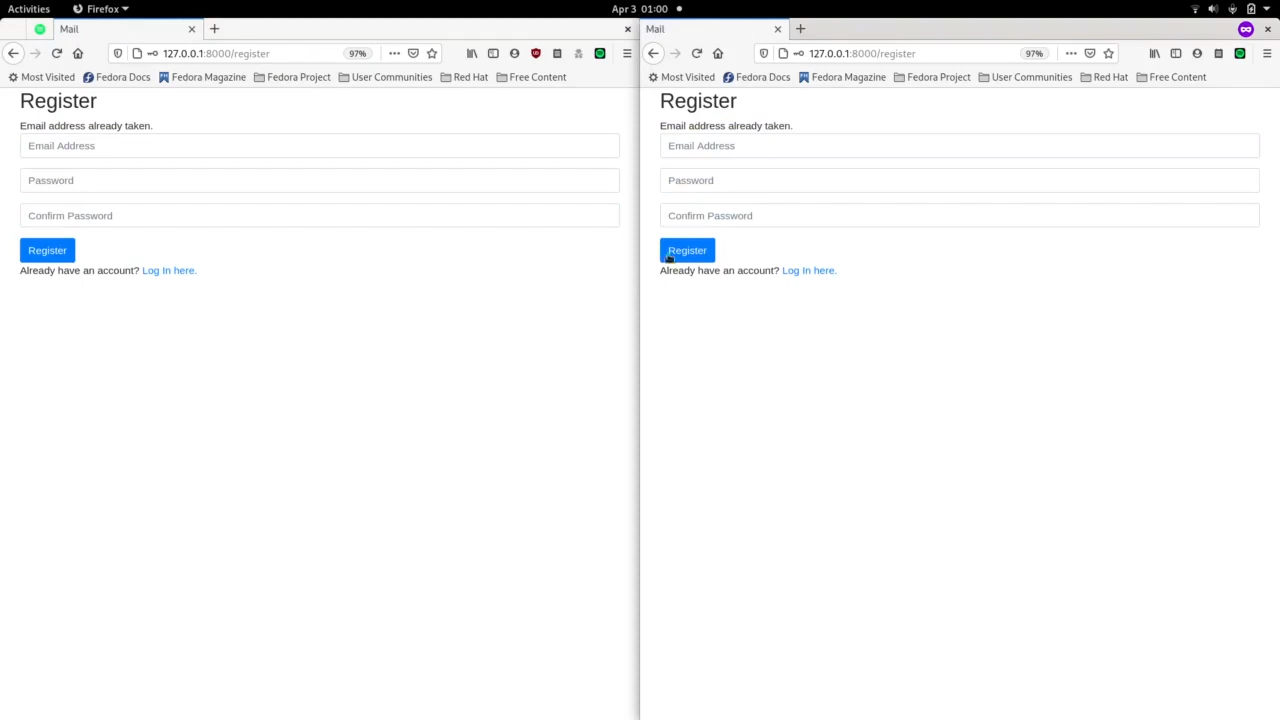 Activities Firefox Apr 3 01:00
Mail
127.0.0.1:8000/register 97%
Most Visited Fedora Docs Fedora Magazine Fedora Project User Communities Red Hat Free Content
Register
Email address already taken.
Email Address
Password
Confirm Password
Register
Already have an account? Log In here.
Mail
127.0.0.1:8000/register 97%
Most Visited Fedora Docs Fedora Magazine Fedora Project User Communities Red Hat Free Content
Register
Email address already taken.
Email Address
Password
Confirm Password
Register
Already have an account? Log In here.